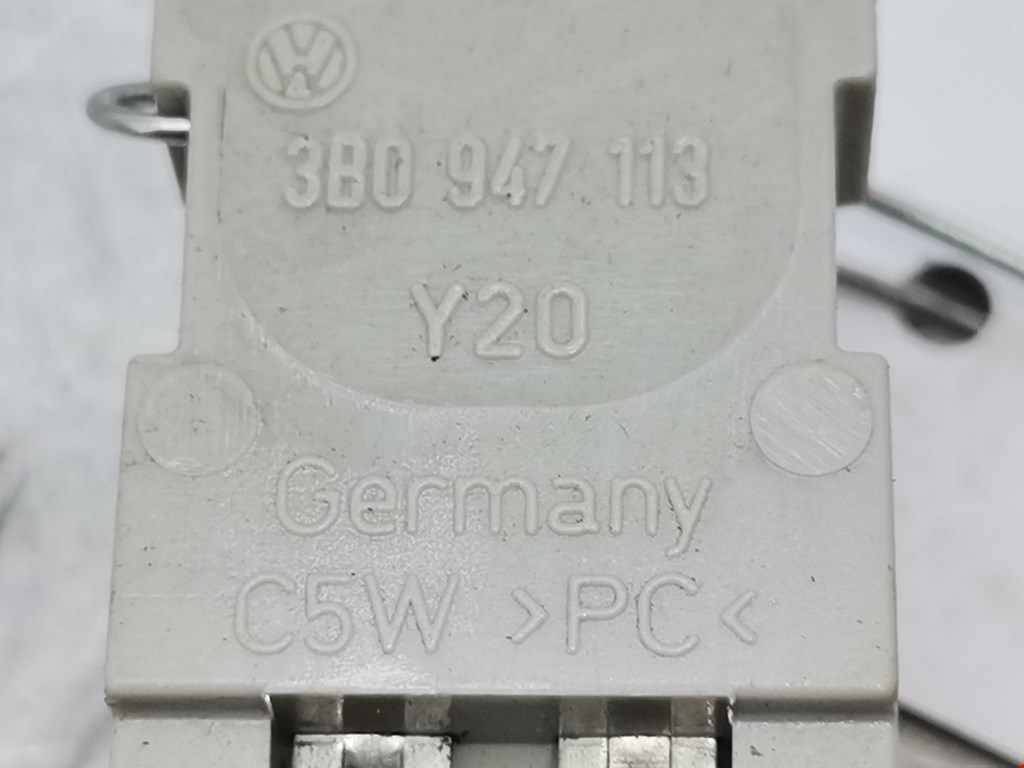 3B0 947 113
Y20
Germany
C5W >PC<